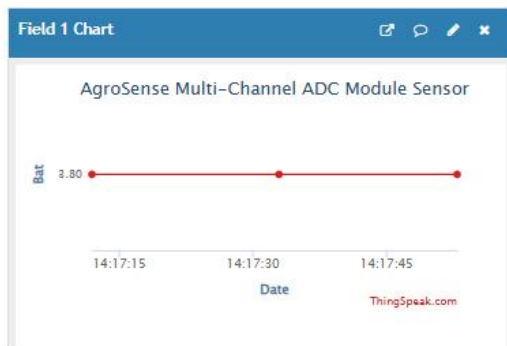 Field 1 Chart
AgroSense Multi-Channel ADC Module Sensor
Bat
3.80
14:17:15 14:17:30 14:17:45
Date
ThingSpeak.com